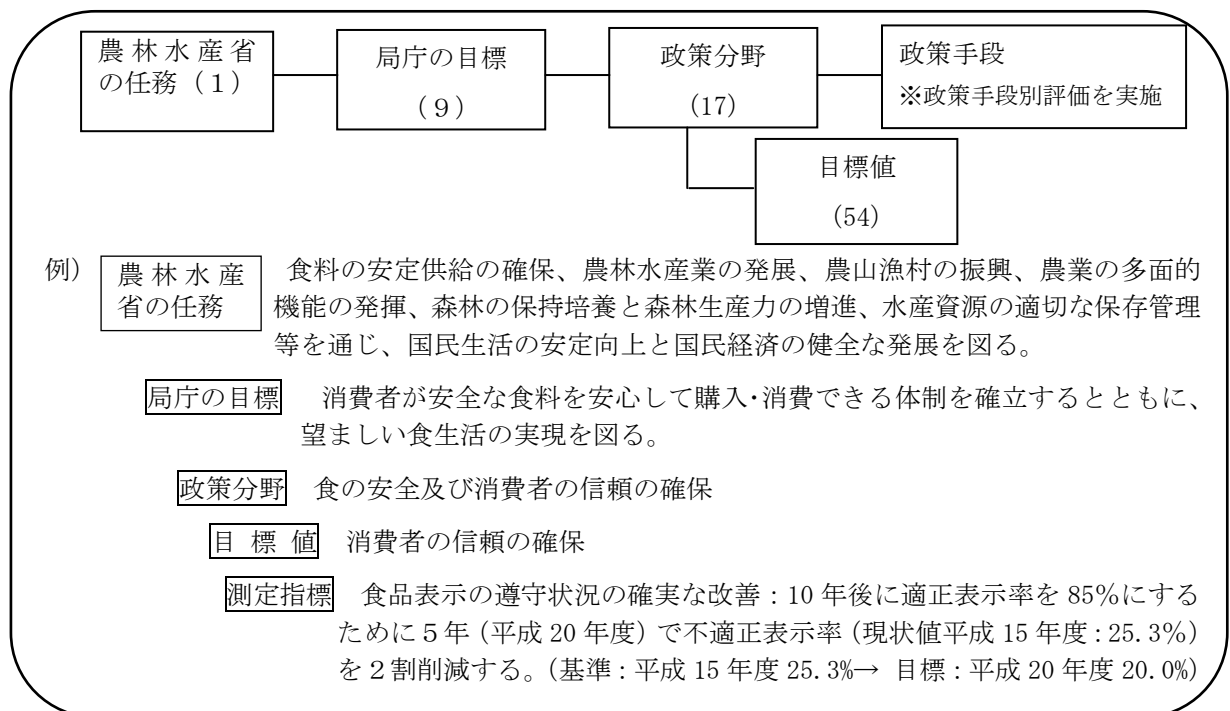 農林水産省
の任務（１）
局庁の目標
（９）
政策分野
(17)
政策手段
※政策手段別評価を実施
目標値
(54)
例）
農林水産
省の任務
食料の安定供給の確保、農林水産業の発展、農山漁村の振興、農業の多面的
機能の発揮、森林の保持培養と森林生産力の増進、水産資源の適切な保存管理
等を通じ、国民生活の安定向上と国民経済の健全な発展を図る。
局庁の目標　消費者が安全な食料を安心して購入･消費できる体制を確立するとともに、
望ましい食生活の実現を図る。
政策分野　食の安全及び消費者の信頼の確保
目標値　消費者の信頼の確保
測定指標　食品表示の遵守状況の確実な改善：10 年後に適正表示率を 85％にする
ために５年（平成 20 年度）で不適正表示率（現状値平成 15 年度：25.3％）
を２割削減する。（基準：平成 15 年度 25.3%→ 目標：平成 20 年度 20.0%）